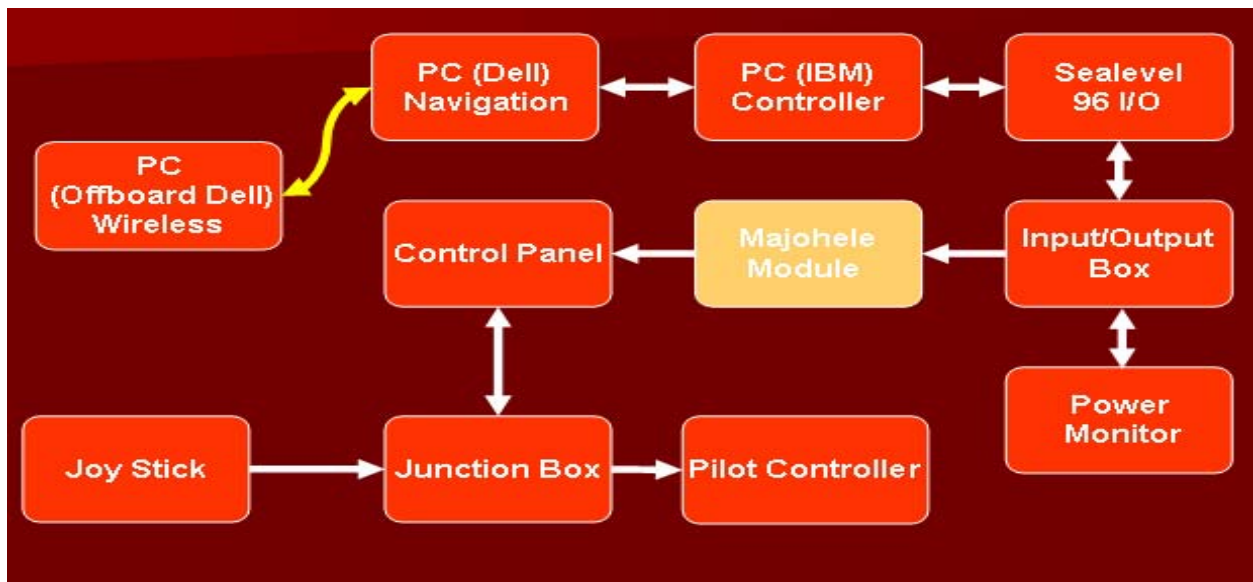 PC (Dell)
Navigation
PC (IBM)
Controller
Sealevel
96 I/O
PC
(Offboard Dell)
Wireless
Control Panel
Majohele
Module
Input/Output
Box
Power
Monitor
Joy Stick
Junction Box
Pilot Controller